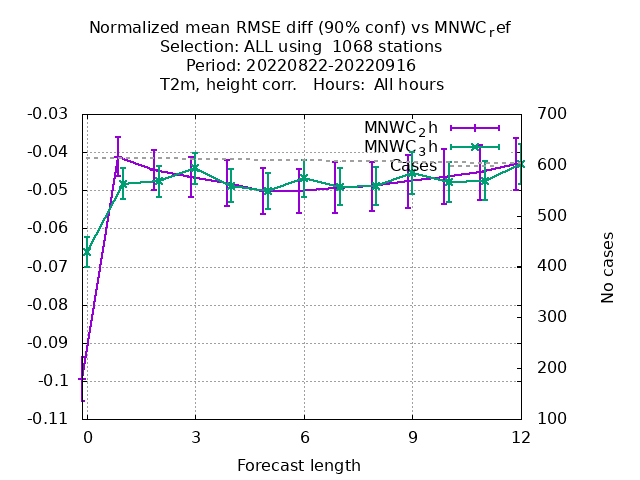 Normalized mean RMSE diff (90% conf) vs MNWC_ref
Selection: ALL using  1068 stations
Period: 20220822-20220916
T2m, height corr.   Hours:  All hours
MNWC_2h
MNWC_3h
Cases
-0.03
-0.04
-0.05
-0.06
-0.07
-0.08
-0.09
-0.1
-0.11
700
600
500
400
300
200
100
No cases
0 3 6 9 12
Forecast length